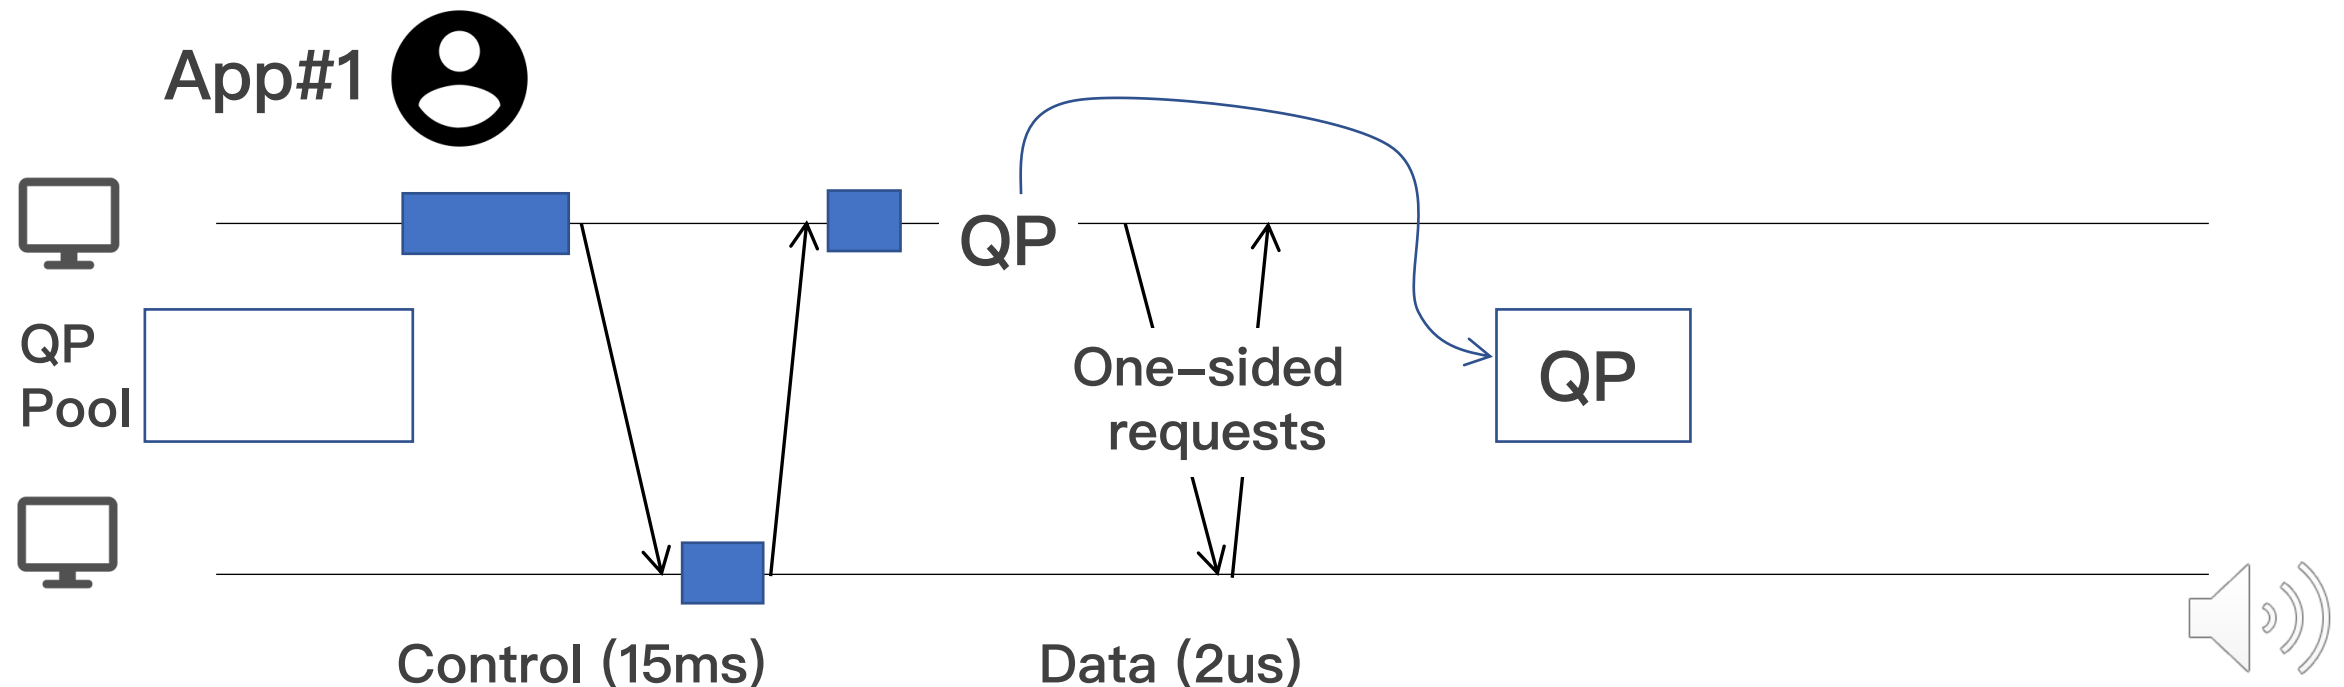 App#1
QP
QP
Pool
One-sided
requests
QP
Control (15ms)
Data (2us)